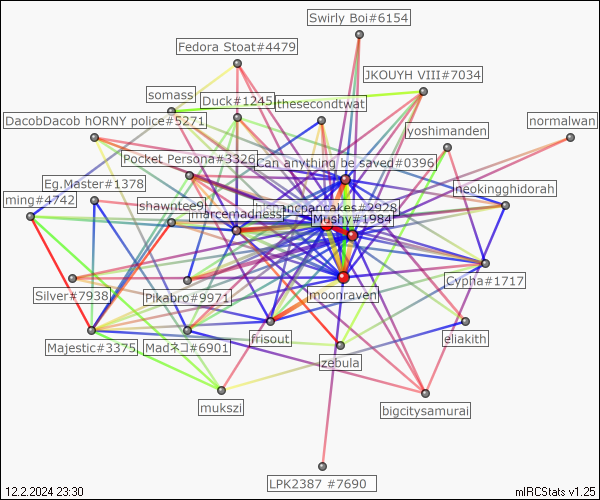 Swirly Boi#6154
Fedora Stoat#4479
JKOUYH VIII#7034
somass
Duck#1245
thesecondtwat
DacobDacob hORNY police#5271
normalwan
yoshimanden
Pocket Persona#3326
Can anything be saved#0396
Eg.Master#1378
neokingghidorah
ming#4742
shawntee9
hispancpancakes#2928
marcemadness
Mushy#1984
Cypha#1717
Silver#7938
Pikabro#9971
moonraven
Majestic#3375
Madネコ#6901
frisout
eliakith
zebula
mukszi
bigcitysamurai
LPK2387 #7690
12.2.2024 23:30
mIRCStats v1.25